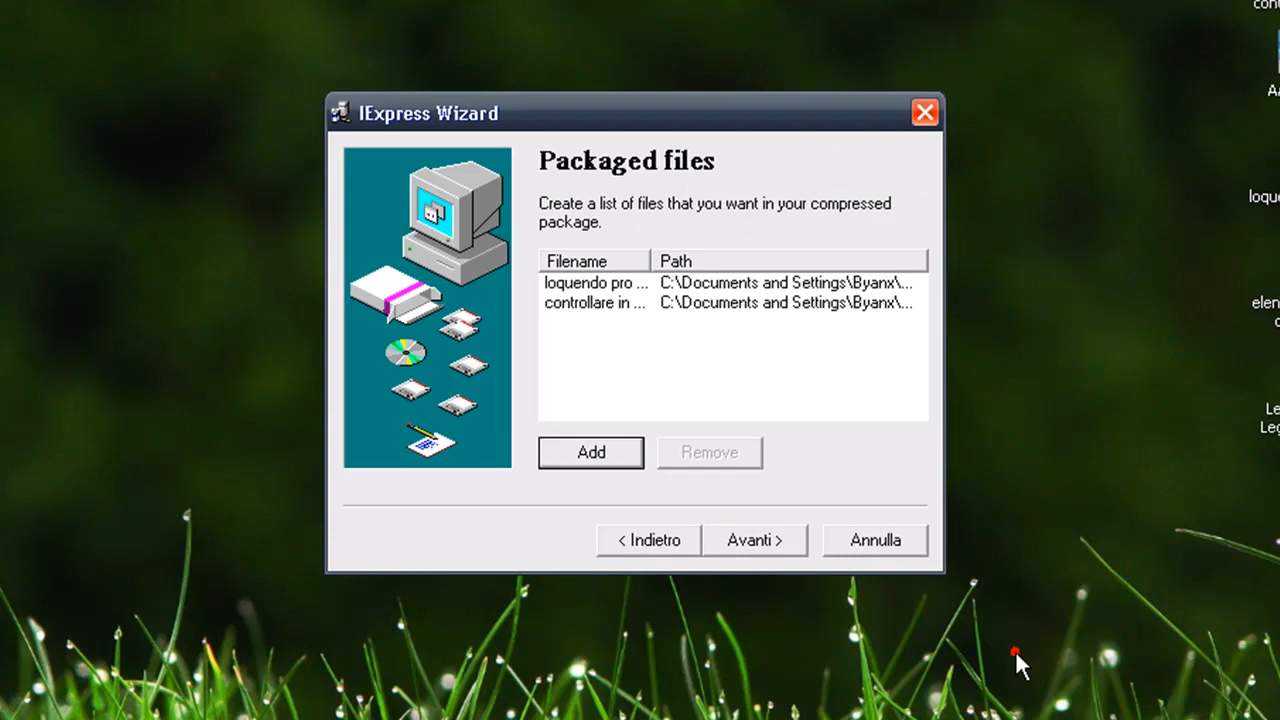 IExpress Wizard
Packaged files
Create a list of files that you want in your compressed
package.
Filename Path
loquendo pro ... C:\Documents and Settings\Byanx\...
controllare in ... C:\Documents and Settings\Byanx\...
Add Remove
< Indietro Avanti > Annulla